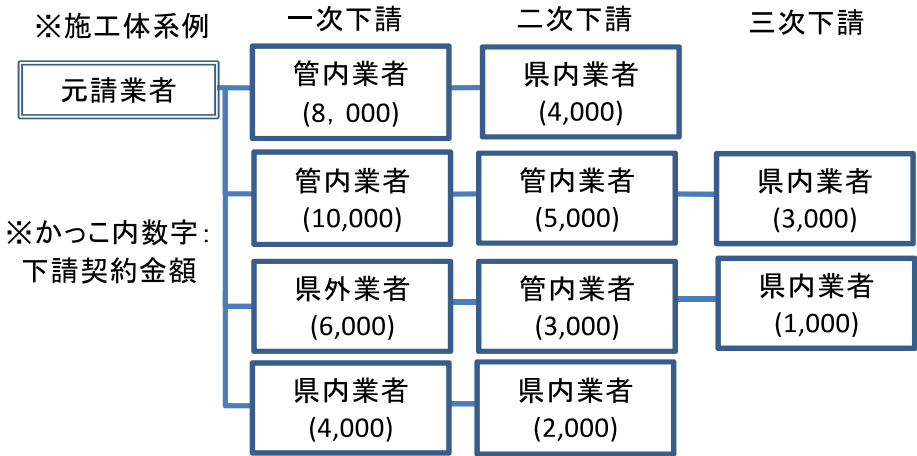 ※施工体系例
一次下請
二次下請
三次下請
元請業者
管内業者
(8，000)
県内業者
(4,000)
管内業者
(10,000)
管内業者
(5,000)
県内業者
(3,000)
※かっこ内数字：
下請契約金額
県外業者
(6,000)
管内業者
(3,000)
県内業者
(1,000)
県内業者
(4,000)
県内業者
(2,000)